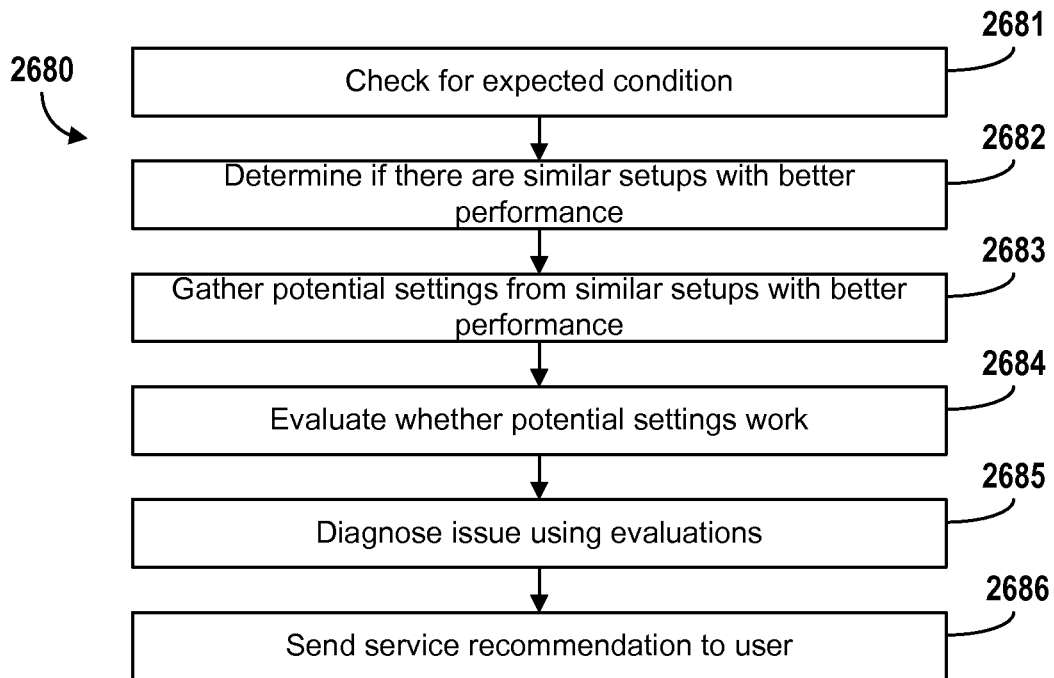 2681
2680
Check for expected condition
2682
Determine if there are similar setups with better
performance
2683
Gather potential settings from similar setups with better
performance
2684
Evaluate whether potential settings work
2685
Diagnose issue using evaluations
2686
Send service recommendation to user